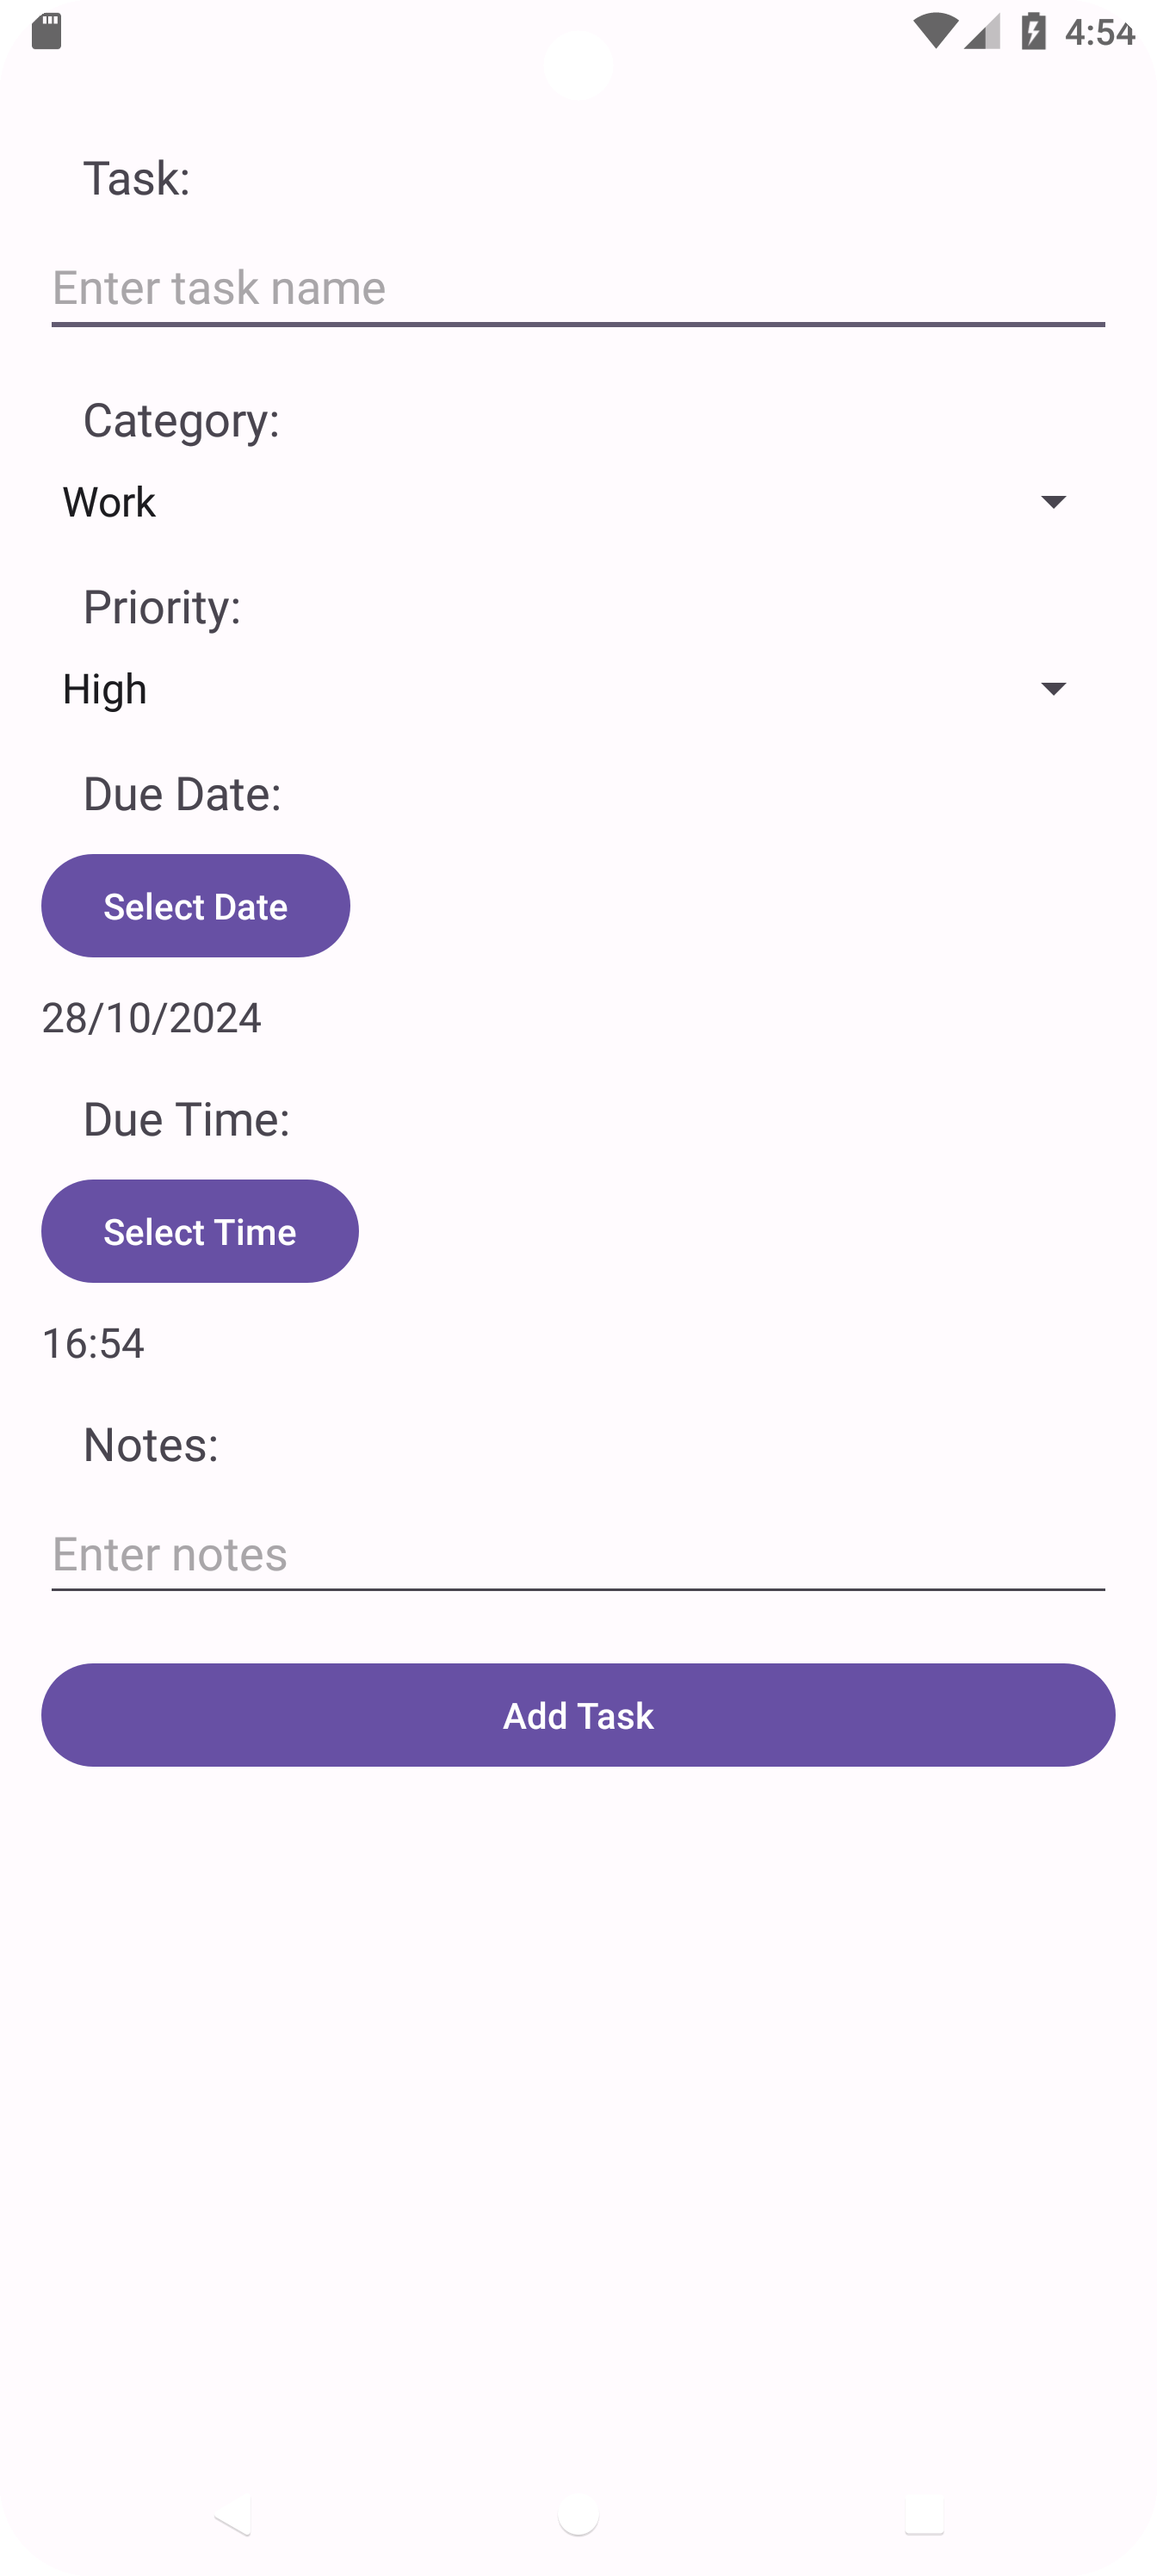 4:54
Task:
Enter task name
Category:
Work
Priority:
High
Due Date:
Select Date
28/10/2024
Due Time:
Select Time
16:54
Notes:
Enter notes
Add Task